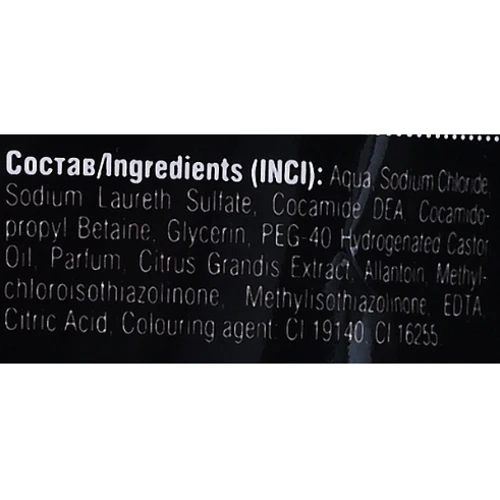 Состав/Ingredients (INCI): Aqua, Sodium Chloride,
Sodium Laureth Sulfate, Cocamide DEA, Cocamido-
propyl Betaine, Glycerin, PEG-40 Hydrogenated Castor
Oil, Parfum, Citrus Grandis Extract, Allantoin, Methyl-
chloroisothiazolinone, Methylisothiazolinone, EDTA,
Citric Acid, Colouring agent: CI 19140, CI 16255.